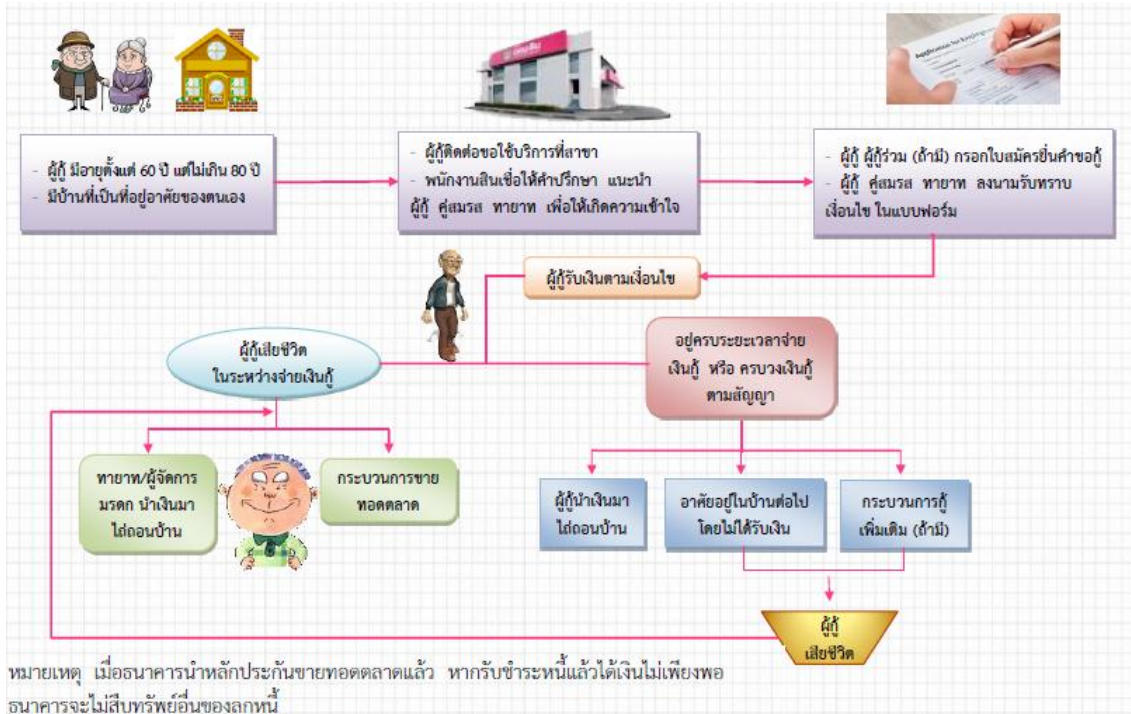 - ผู้กู้ มีอายุตั้งแต่ 60 ปี แต่ไม่เกิน 80 ปี
- มีบ้านที่เป็นที่อยู่อาศัยของตนเอง
- ผู้กู้ติดต่อขอใช้บริการที่สาขา
- พนักงานสินเชื่อให้คำปรึกษา แนะนำ
ผู้กู้ คู่สมรส ทายาท เพื่อให้เกิดความเข้าใจ
- ผู้กู้ ผู้กู้ร่วม (ถ้ามี) กรอกใบสมัครยื่นคำขอกู้
- ผู้กู้ คู่สมรส ทายาท ลงนามรับทราบ
เงื่อนไข ในแบบฟอร์ม
ผู้กู้รับเงินตามเงื่อนไข
ผู้กู้เสียชีวิต
ในระหว่างจ่ายเงินกู้
อยู่ครบระยะเวลาจ่าย
เงินกู้ หรือ ครบวงเงินกู้
ตามสัญญา
ทายาท/ผู้จัดการ
มรดก นำเงินมา
ไถ่ถอนบ้าน
กระบวนการขาย
ทอดตลาด
ผู้กู้นำเงินมา
ไถ่ถอนบ้าน
อาศัยอยู่ในบ้านต่อไป
โดยไม่ได้รับเงิน
กระบวนการกู้
เพิ่มเติม (ถ้ามี)
ผู้กู้
เสียชีวิต
หมายเหตุ เมื่อธนาคารนำหลักประกันขายทอดตลาดแล้ว หากรับชำระหนี้แล้วได้เงินไม่เพียงพอ
ธนาคารจะไม่สืบทรัพย์อื่นของลูกหนี้